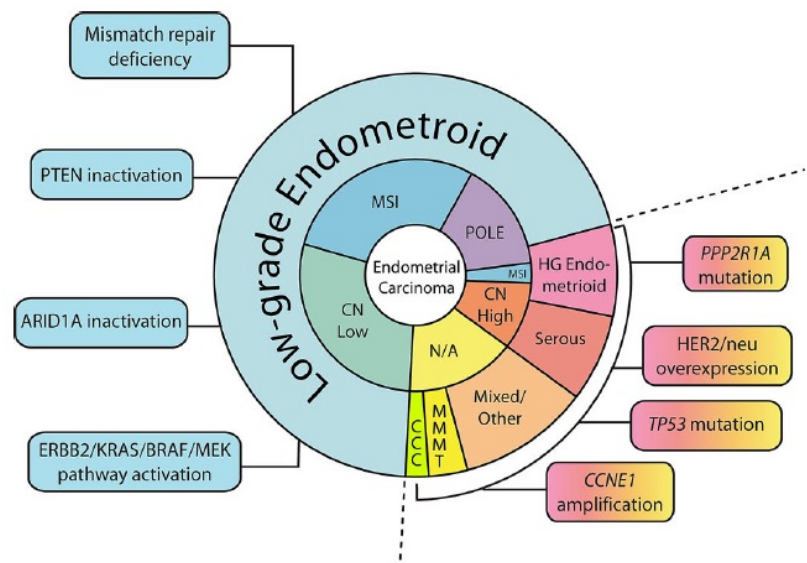 Mismatch repair
deficiency
PTEN inactivation
ARID1A inactivation
ERBB2/KRAS/BRAF/MEK
pathway activation
Low-grade Endometroid
MSI
POLE
MSI
CN
High
N/A
CN
Low
Endometrial
Carcinoma
HG Endo-
metrioid
Serous
Mixed/
Other
M
M
M
T
C
C
C
PPP2R1A
mutation
HER2/neu
overexpression
TP53 mutation
CCNE1
amplification